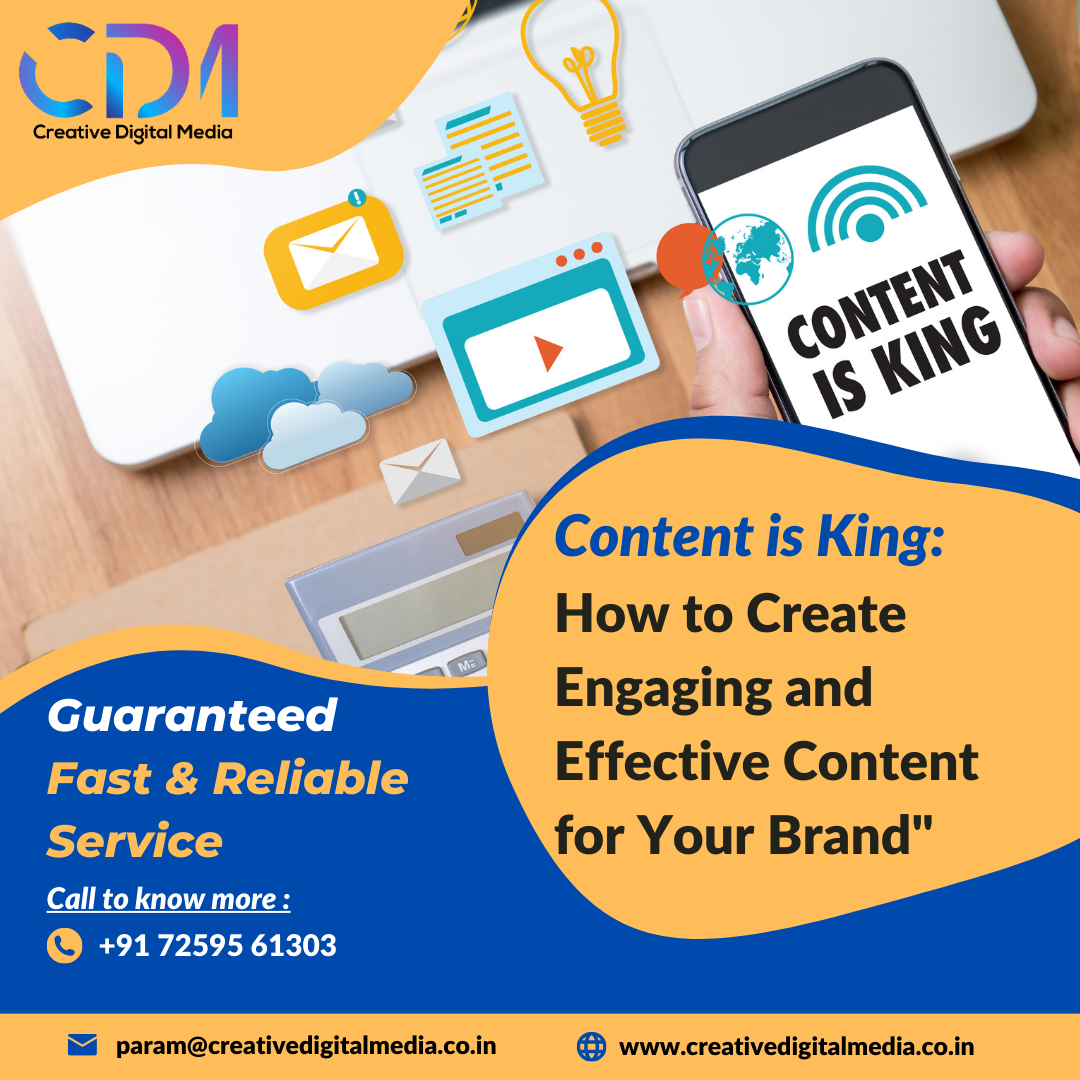 CDM
Creative Digital Media
CONTENT
IS KING
Content is King:
How to Create
Engaging and
Effective Content
for Your Brand"
Guaranteed
Fast & Reliable
Service
Call to know more :
+91 72595 61303
param@creativedigitalmedia.co.in
www.creativedigitalmedia.co.in